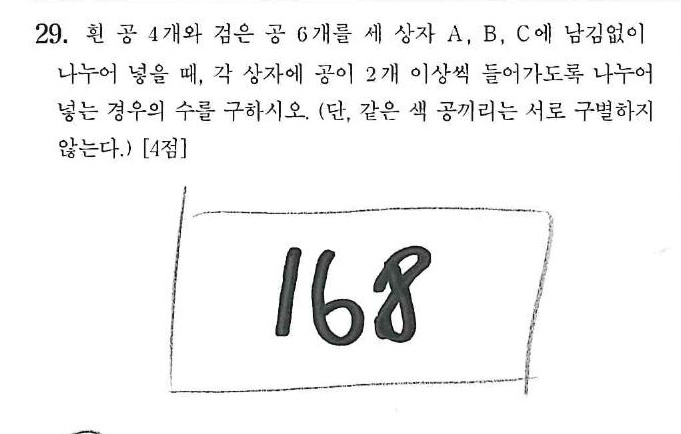 29. 흰 공 4개와 검은 공 6개를 세 상자 A, B, C에 남김없이
나누어 넣을 때, 각 상자에 공이 2개 이상씩 들어가도록 나누어
넣는 경우의 수를 구하시오. (단, 같은 색 공끼리는 서로 구별하지
않는다.) [4점]
168